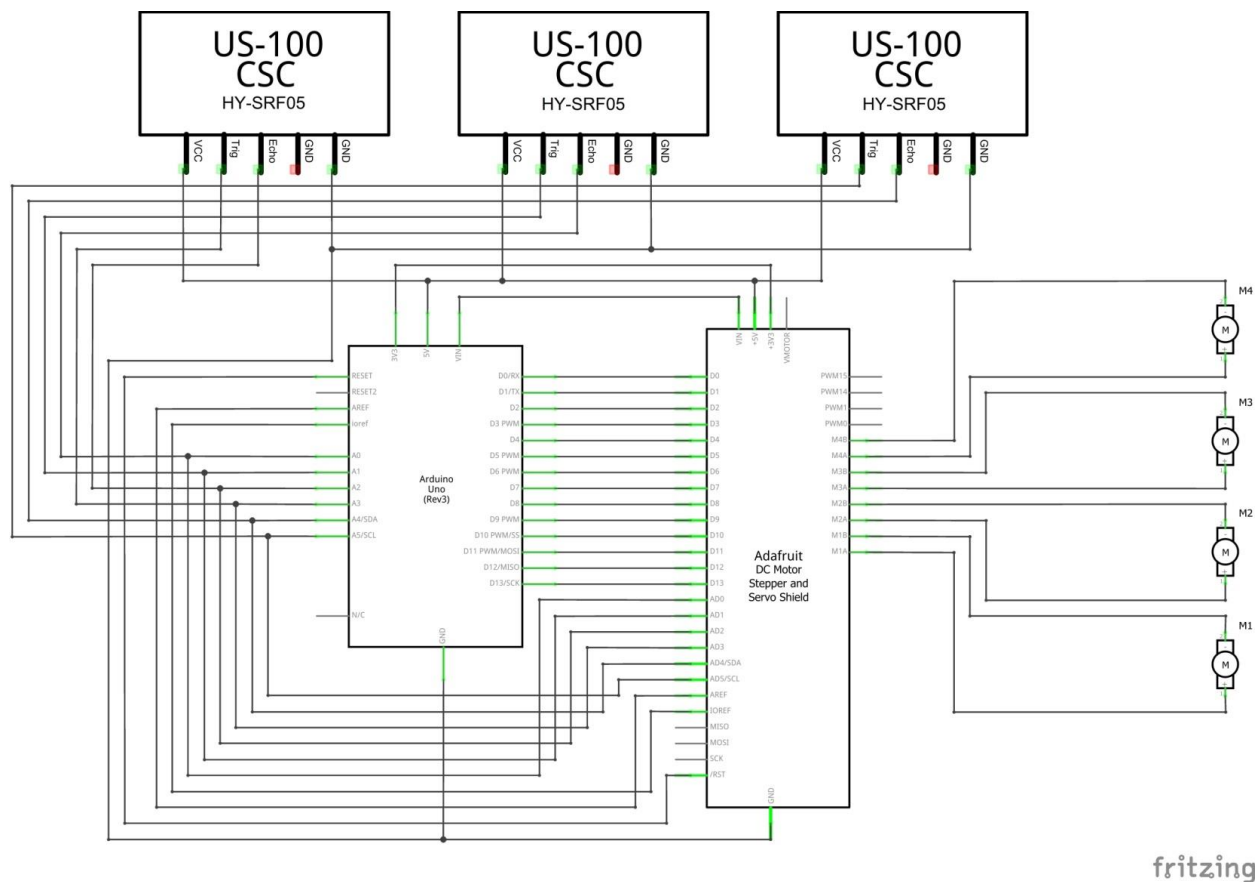 US-100
CSC
HY-SRF05
VCC
Trig
Echo
GND
GND
US-100
CSC
HY-SRF05
VCC
Trig
Echo
GND
GND
US-100
CSC
HY-SRF05
VCC
Trig
Echo
GND
GND
3V3
5V
VIN
RESET
RESET2
AREF
ioref
A0
A1
A2
A3
A4/SDA
A5/SCL
N/C
Arduino
Uno
(Rev3)
D0/RX
D1/TX
D2
D3 PWM
D4
D5 PWM
D6 PWM
D7
D8
D9 PWM
D10 PWM/SS
D11 PWM/MOSI
D12/MISO
D13/SCK
GND
VIN
+5V
+3V3
VMOTOR
D0
D1
D2
D3
D4
D5
D6
D7
D8
D9
D10
D11
D12
D13
AD0
AD1
AD2
AD3
AD4/SDA
AD5/SCL
AREF
IOREF
MISO
MOSI
SCK
/RST
Adafruit
DC Motor
Stepper and
Servo Shield
PWM15
PWM14
PWM1
PWM0
M4B
M4A
M3B
M3A
M2B
M2A
M1B
M1A
GND
M4
M
M3
M
M2
M
M1
M
fritzing